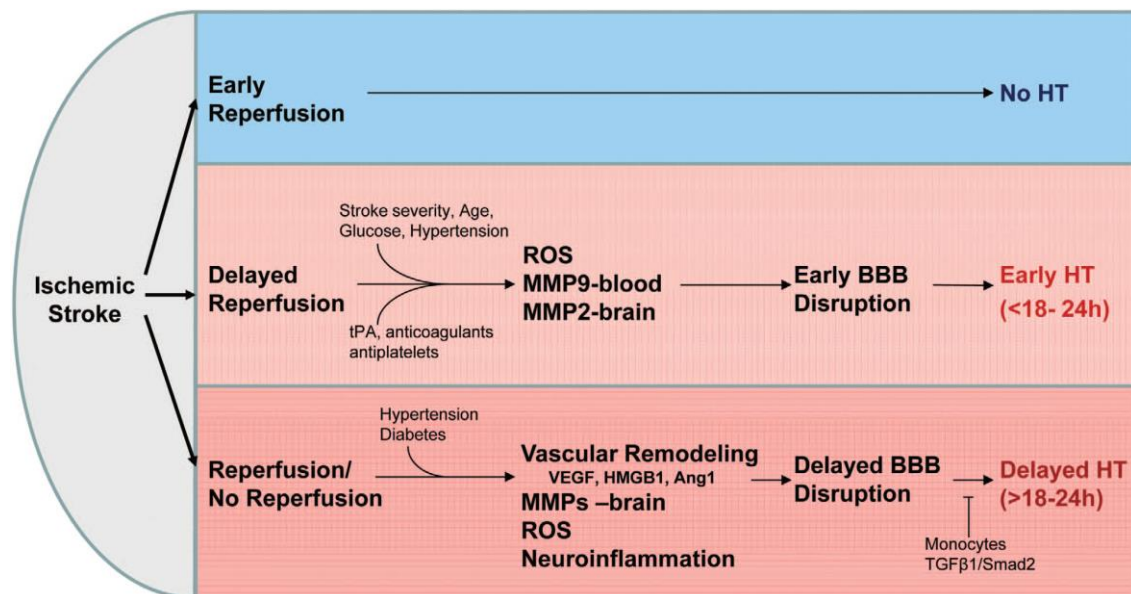 Early
Reperfusion
No HT
Stroke severity, Age,
Glucose, Hypertension
Ischemic
Stroke
Delayed
Reperfusion
tPA, anticoagulants
antiplatelets
ROS
MMP9-blood
MMP2-brain
Early BBB
Disruption
Early HT
(<18- 24h)
Hypertension
Diabetes
Reperfusion/
No Reperfusion
Vascular Remodeling
VEGF, HMGB1, Ang1
MMPs –brain
ROS
Neuroinflammation
Delayed BBB
Disruption
Delayed HT
(>18-24h)
Monocytes
TGFβ1/Smad2